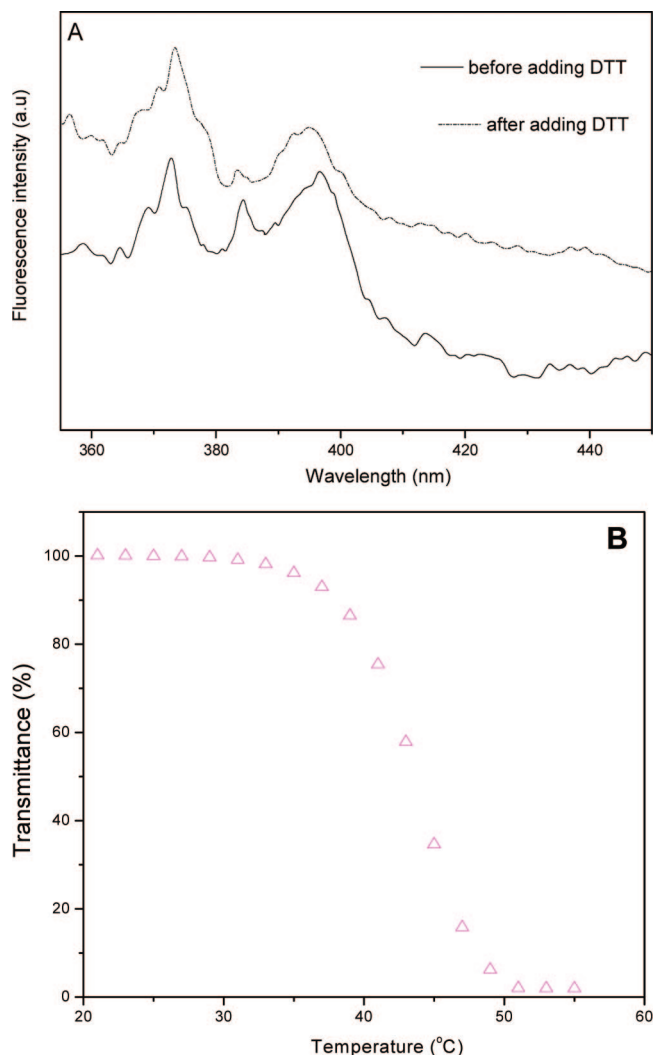 A
before adding DTT
after adding DTT
Fluorescence intensity (a.u)
360 380 400 420 440
Wavelength (nm)
B
100
80
60
40
20
0
Transmittance (%)
20 30 40 50 60
Temperature (°C)